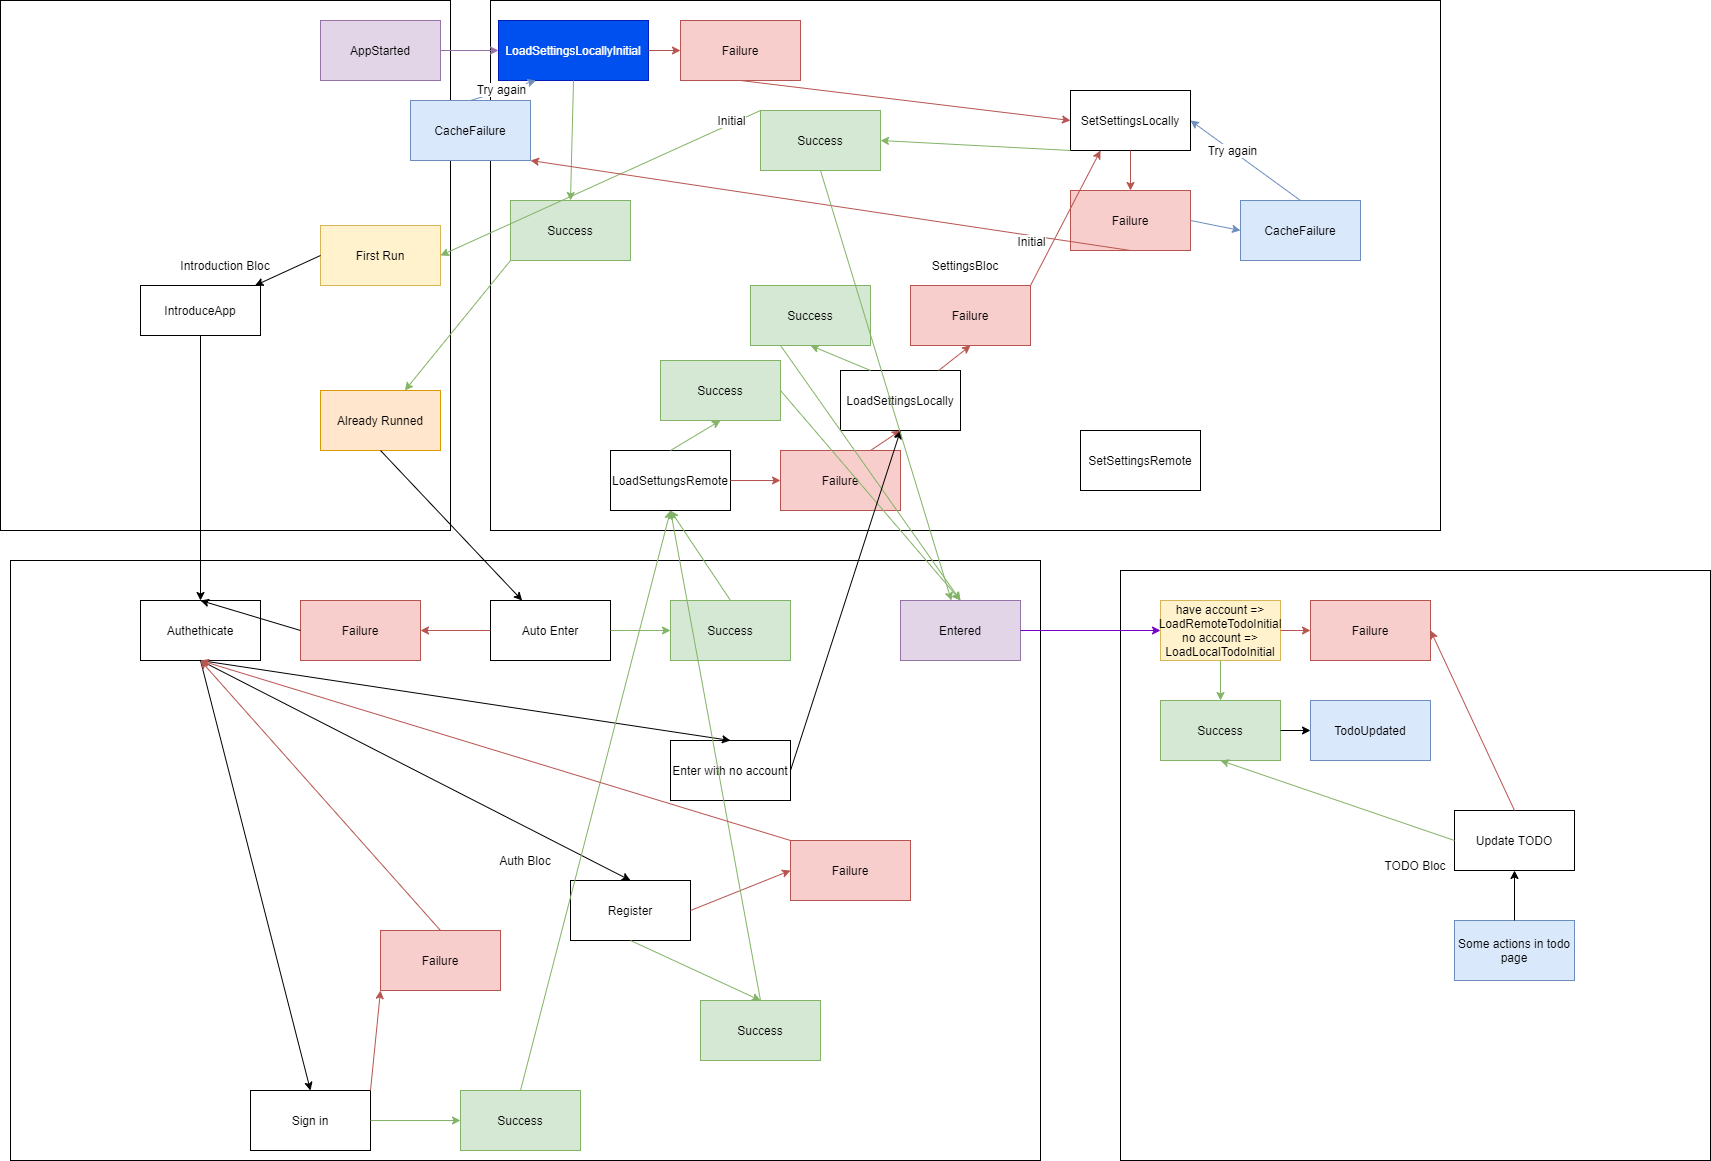 AppStarted
LoadSettingsLocallyInitial
Failure
Try again
CacheFailure
Initial
Success
SetSettingsLocally
Try again
Success
Failure
CacheFailure
First Run
Initial
Introduction Bloc
SettingsBloc
IntroduceApp
Success
Failure
Success
LoadSettingsLocally
Already Runned
LoadSettungsRemote
Failure
SetSettingsRemote
Authethicate
Failure
Auto Enter
Success
Entered
have account =>
LoadRemoteTodoInitial
no account =>
LoadLocalTodoInitial
Failure
Success
TodoUpdated
Enter with no account
Update TODO
Auth Bloc
TODO Bloc
Failure
Register
Some actions in todo
page
Failure
Success
Sign in
Success